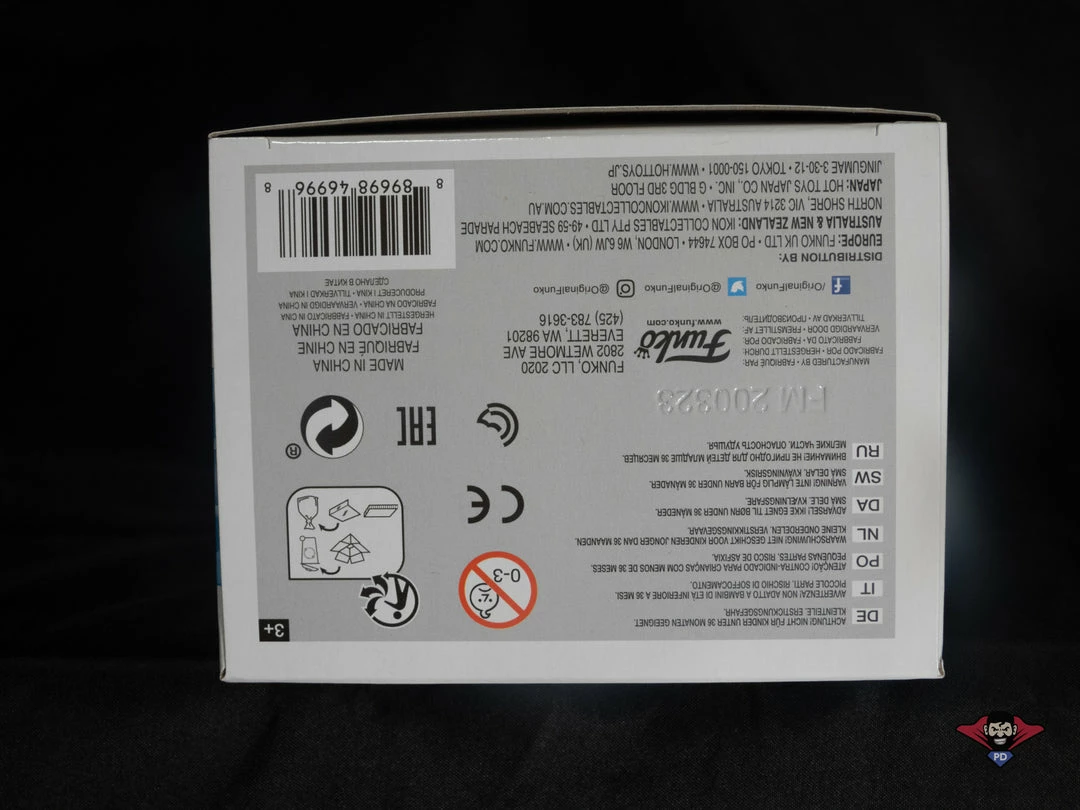 3+
0-3
DE
ACHTUNG! NICHT FÜR KINDER UNTER 36 MONATEN GEEIGNET.
KLEINTEILE. ERSTICKUNGSGEFAHR.
IT
AVVERTENZA! NON ADATTO A BAMBINI DI ETÀ INFERIORE A 36 MESI.
PICCOLE PARTI. RISCHIO DI SOFFOCAMENTO.
PO
ATENÇÃO! CONTRA-INDICADO PARA CRIANÇAS COM MENOS DE 36 MESES.
PEQUENAS PARTES. RISCO DE ASFIXIA.
NL
WAARSCHUWING! NIET GESCHIKT VOOR KINDEREN JONGER DAN 36 MAANDEN.
KLEINE ONDERDELEN. VERSTIKKINGSGEVAAR.
DA
ADVARSEL! IKKE EGNET TIL BØRN UNDER 36 MÅNEDER.
SMÅ DELE. KVÆLNINGSFARE.
SW
VARNING! INTE LÄMPLIG FÖR BARN UNDER 36 MÅNADER.
SMÅ DELAR. KVÄVNINGSRISK.
RU
ВНИМАНИЕ! НЕ ПРИГОДНО ДЛЯ ДЕТЕЙ МЛАДШЕ 36 МЕСЯЦЕВ.
МЕЛКИЕ ЧАСТИ. ОПАСНОСТЬ УДУШЬЯ.
CE
EAC
®
FM 200323
MANUFACTURED BY • FABRIQUÉ PAR:
FABRICADO POR • HERGESTELLT DURCH:
FABBRICATO DA • FABRICADO POR:
VERVAARDIGD DOOR • FREMSTILLET AF:
TILLVERKAD AV • ПРОИЗВОДИТЕЛЬ:
Funko
www.funko.com
FUNKO, LLC 2020
2802 WETMORE AVE
EVERETT, WA 98201
(425) 783-3616
MADE IN CHINA
FABRIQUÉ EN CHINE
FABRICADO EN CHINA
HERGESTELLT IN CHINA • FABBRICATO IN CINA
FABRICADO NA CHINA • VERVAARDIGD IN CHINA
PRODUCERET I KINA • TILLVERKAD I KINA
СДЕЛАНО В КИТАЕ
/OriginalFunko @OriginalFunko @OriginalFunko
DISTRIBUTION BY:
EUROPE: FUNKO UK LTD • PO BOX 74644 • LONDON, W6 6JW (UK) • WWW.FUNKO.COM
AUSTRALIA & NEW ZEALAND: IKON COLLECTABLES PTY LTD • 49-59 SEABEACH PARADE
NORTH SHORE, VIC 3214 AUSTRALIA • WWW.IKONCOLLECTABLES.COM.AU
JAPAN: HOT TOYS JAPAN CO., INC. • G BLDG 3RD FLOOR
JINGUMAE 3-30-12 • TOKYO 150-0001 • WWW.HOTTOYS.JP
8 89698 46996 8
PD